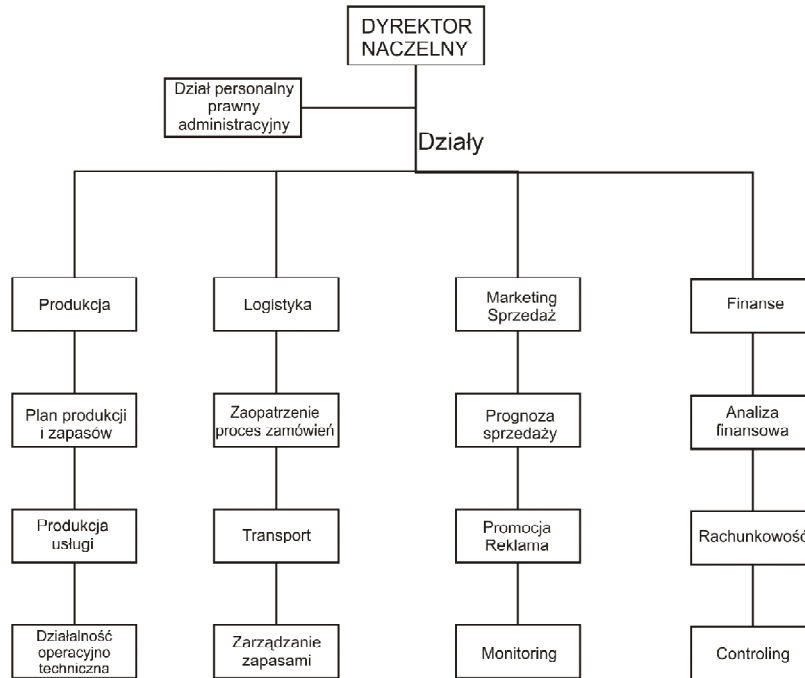 DYREKTOR
NACZELNY
Dział personalny
prawny
administracyjny
Działy
Produkcja
Logistyka
Marketing
Sprzedaż
Finanse
Plan produkcji
i zapasów
Zaopatrzenie
proces zamówień
Prognoza
sprzedaży
Analiza
finansowa
Produkcja
usługi
Transport
Promocja
Reklama
Rachunkowość
Działalność
operacyjno
techniczna
Zarządzanie
zapasami
Monitoring
Controling